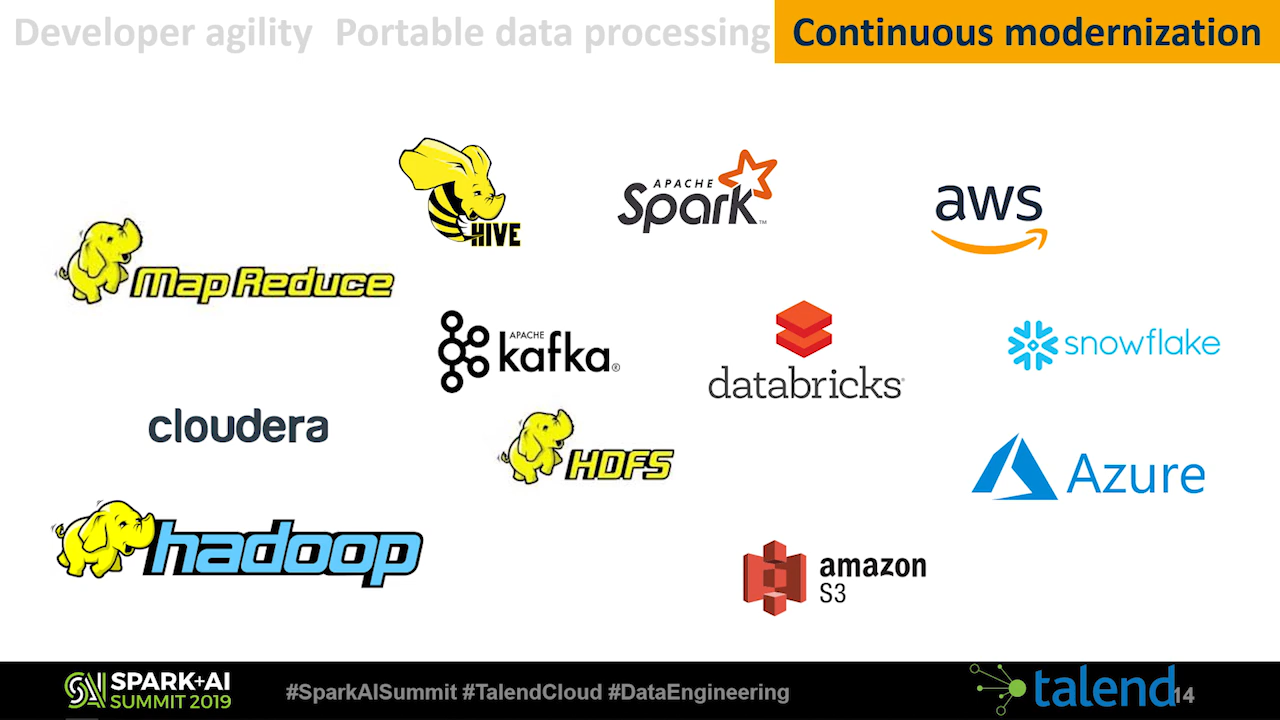 Developer agility Portable data processing Continuous modernization
HIVE
APACHE
Spark™
aws
Map Reduce
APACHE
kafka®
databricks®
snowflake
cloudera
HDFS
Azure
hadoop
amazon
S3
SPARK+AI
SUMMIT 2019
#SparkAISummit #TalendCloud #DataEngineering
talend
14